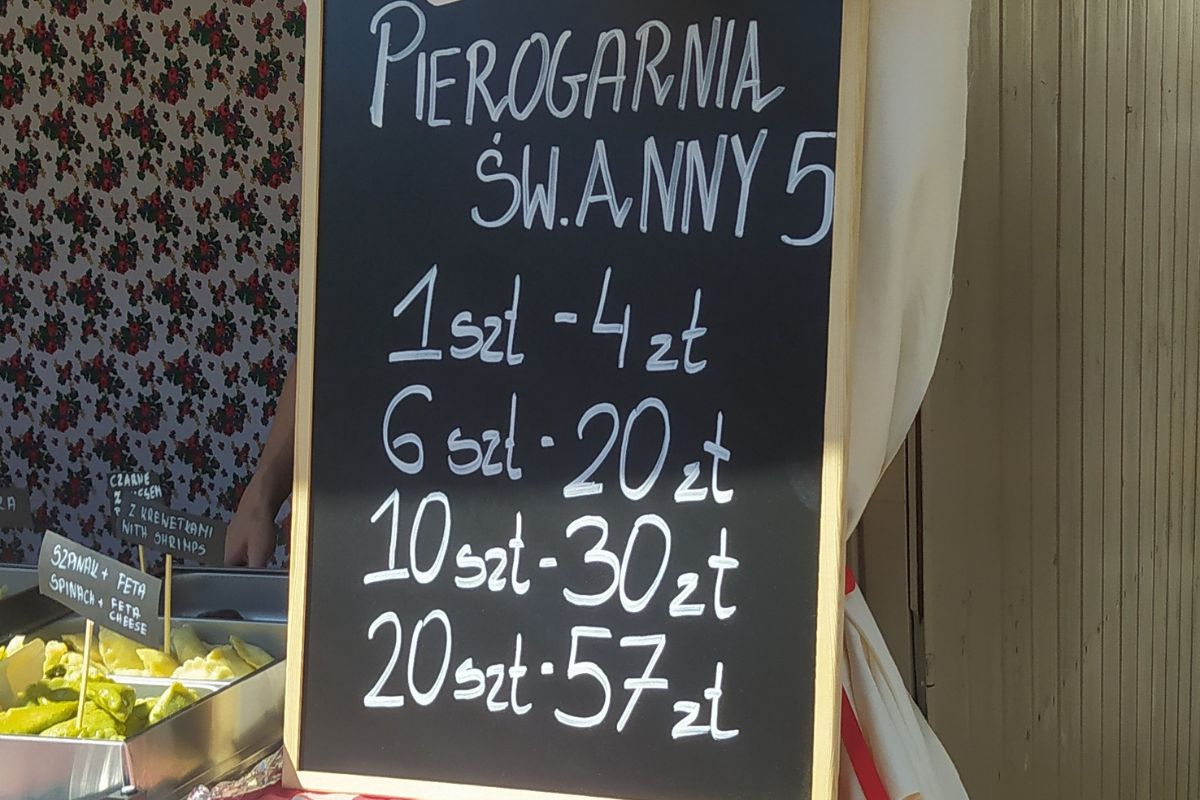 PIEROGARNIA
ŚW. ANNY 5
1 szt - 4 zł
6 szt - 20 zł
10 szt - 30 zł
20 szt - 57 zł
CZARNE
Z KREWETKAMI
WITH SHRIMPS
SZPINAK + FETA
SPINACH + FETA
CHEESE